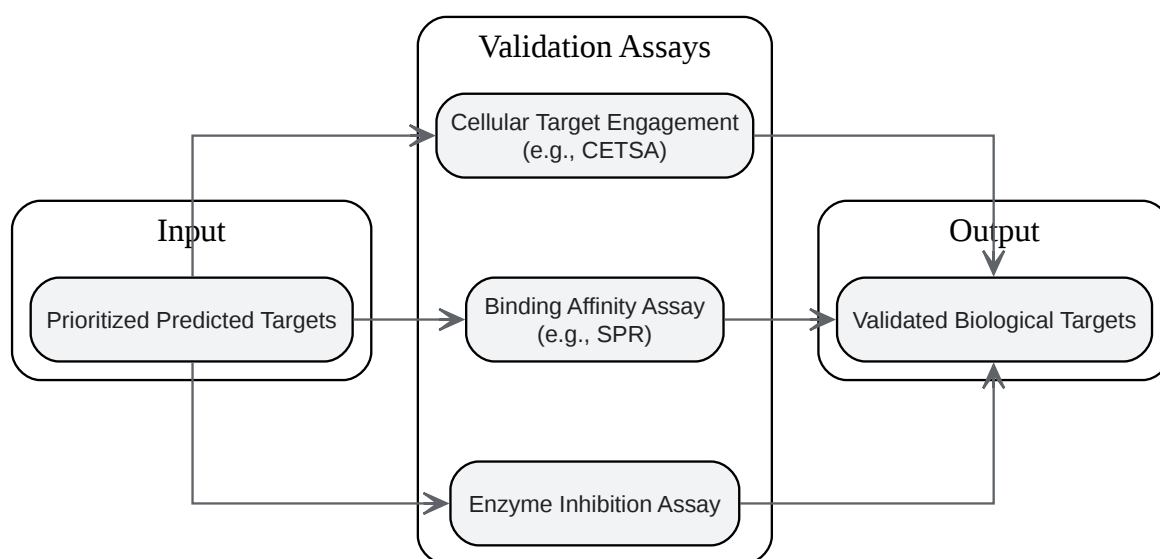 Validation Assays
Cellular Target Engagement
(e.g., CETSA)
Input
Prioritized Predicted Targets
Binding Affinity Assay
(e.g., SPR)
Output
Validated Biological Targets
Enzyme Inhibition Assay